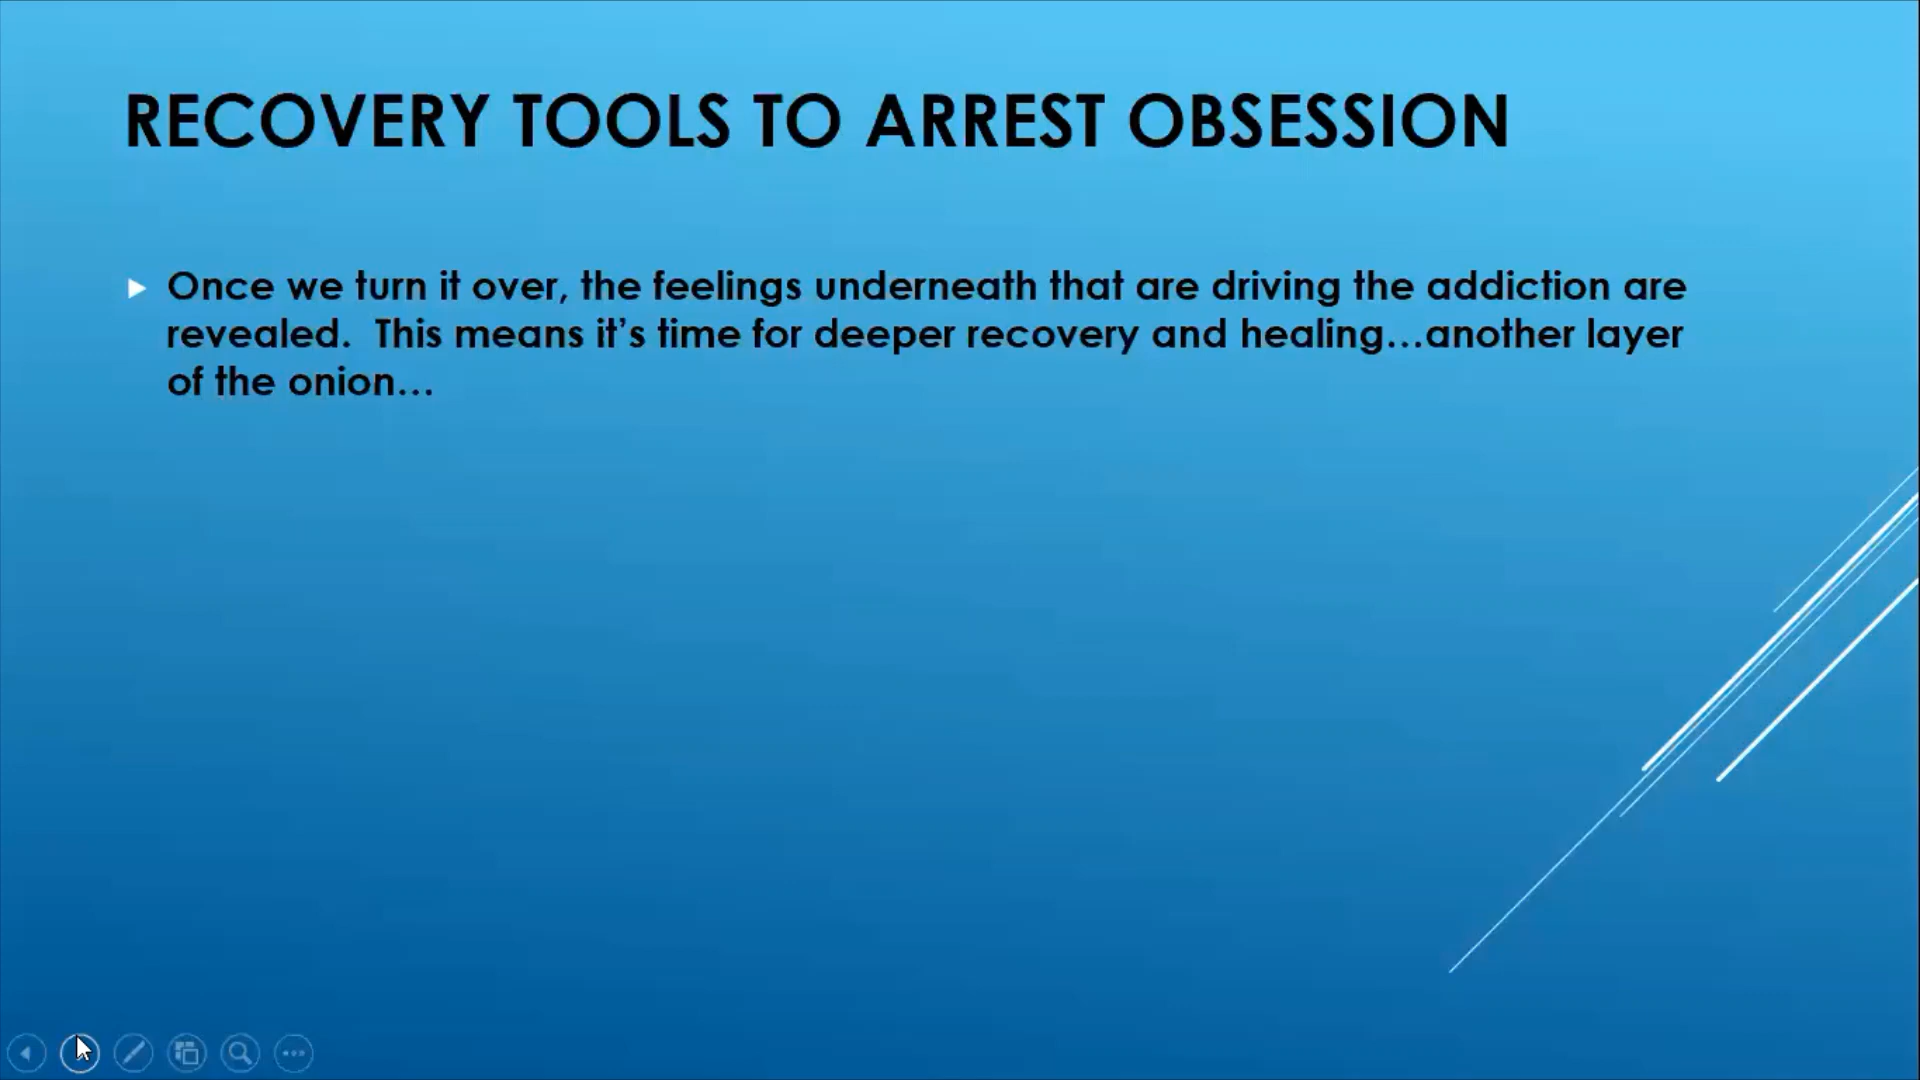 RECOVERY TOOLS TO ARREST OBSESSION
Once we turn it over, the feelings underneath that are driving the addiction are
revealed.  This means it’s time for deeper recovery and healing…another layer
of the onion…